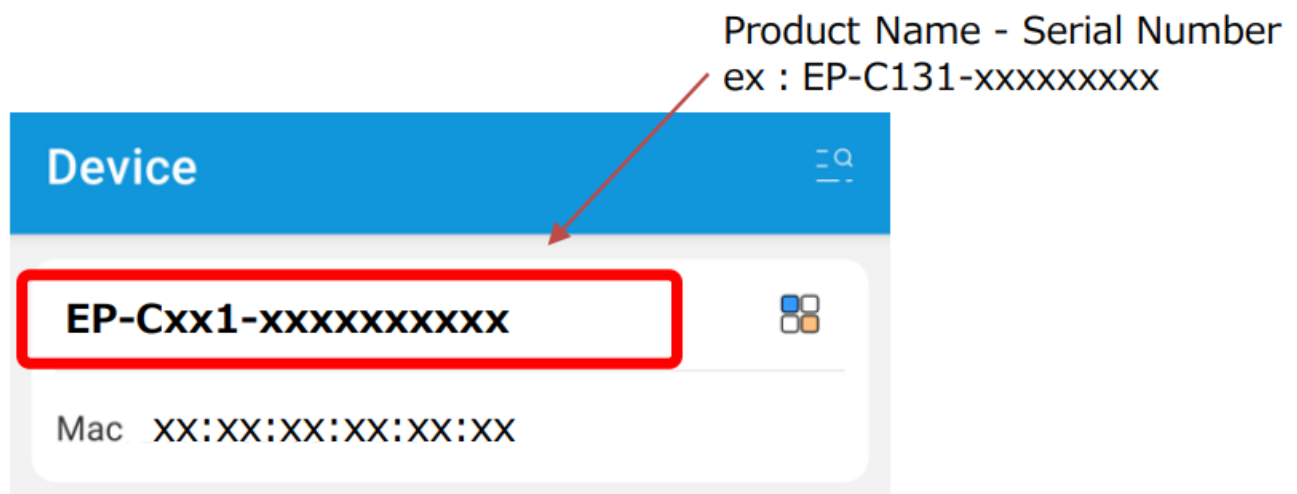 Product Name - Serial Number
ex : EP-C131-xxxxxxxxx
Device
EP-Cxx1-xxxxxxxxxx
Mac xx:xx:xx:xx:xx:xx